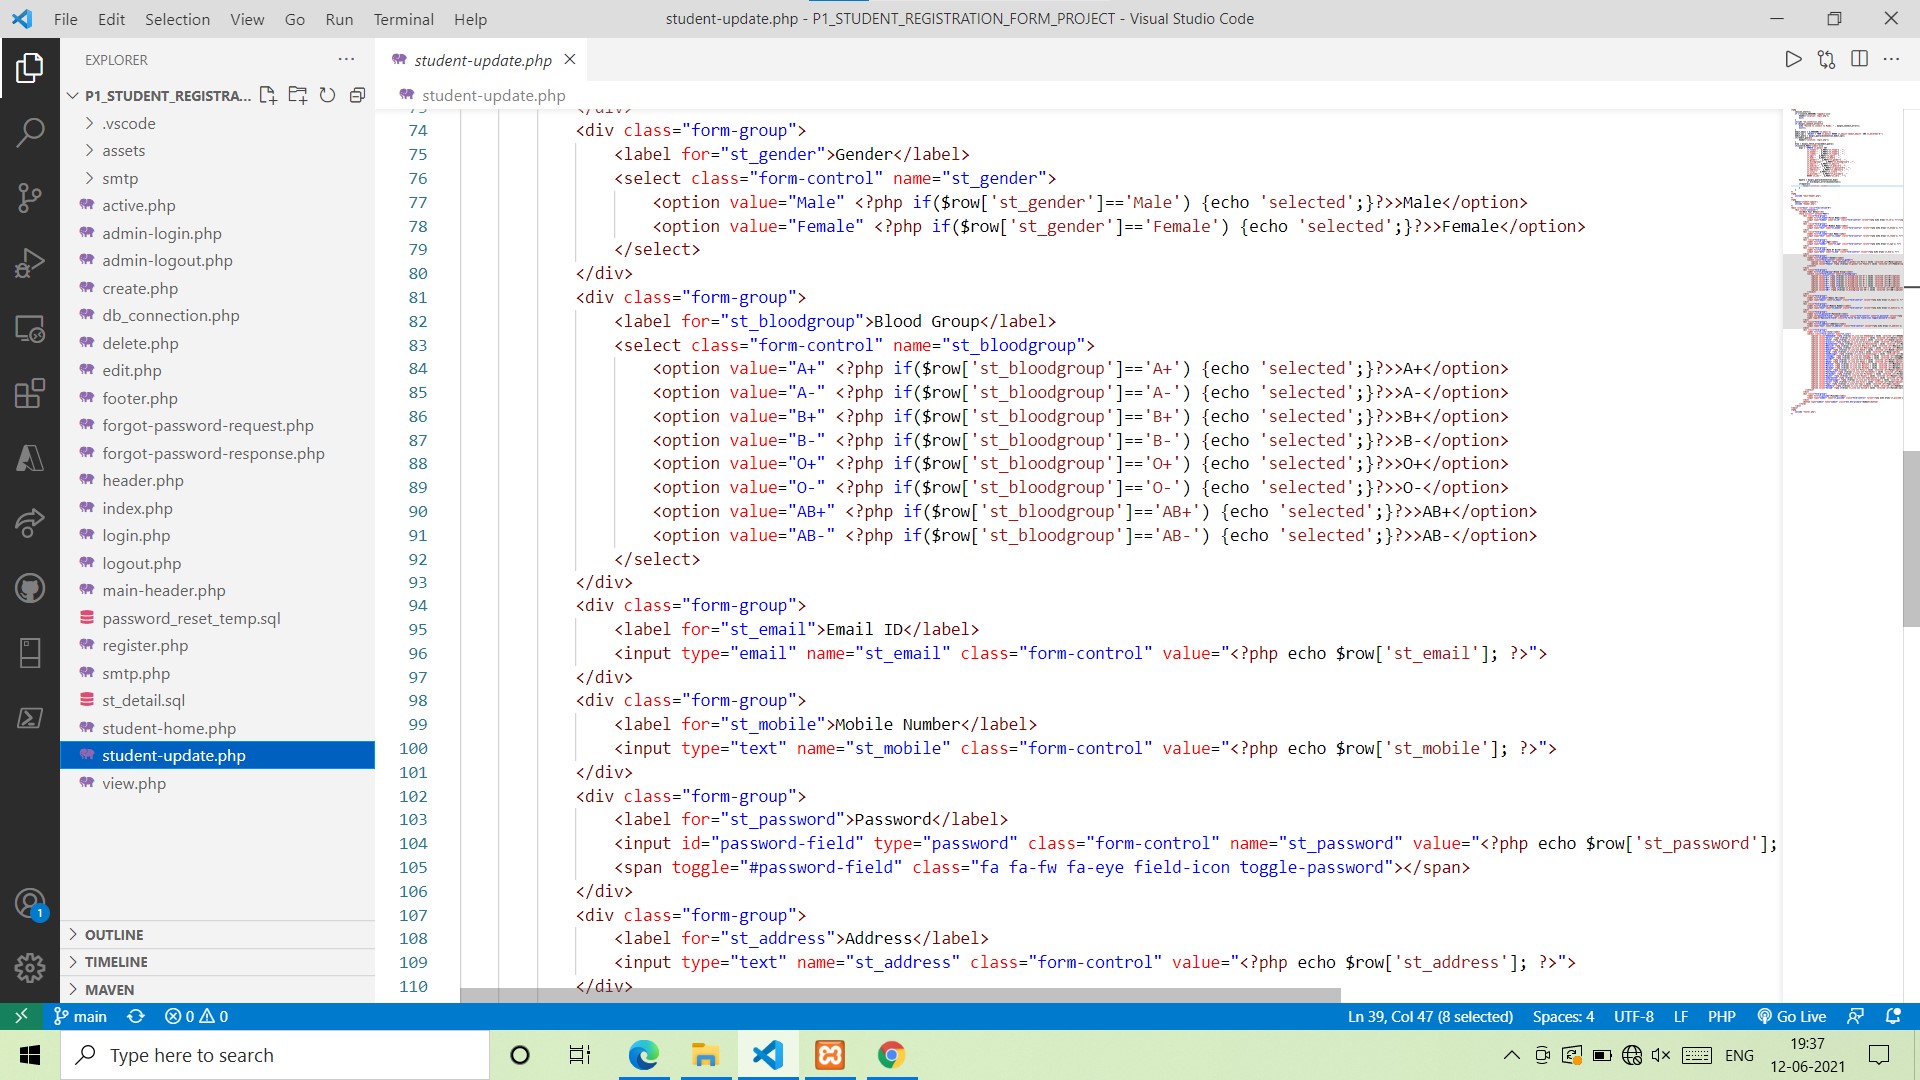 File Edit Selection View Go Run Terminal Help
student-update.php - P1_STUDENT_REGISTRATION_FORM_PROJECT - Visual Studio Code
EXPLORER
P1_STUDENT_REGISTRA...
.vscode
assets
smtp
active.php
admin-login.php
admin-logout.php
create.php
db_connection.php
delete.php
edit.php
footer.php
forgot-password-request.php
forgot-password-response.php
header.php
index.php
login.php
logout.php
main-header.php
password_reset_temp.sql
register.php
smtp.php
st_detail.sql
student-home.php
student-update.php
view.php
OUTLINE
TIMELINE
MAVEN
1
student-update.php
student-update.php
74 <div class="form-group">
75 <label for="st_gender">Gender</label>
76 <select class="form-control" name="st_gender">
77 <option value="Male" <?php if($row['st_gender']=='Male') {echo 'selected';}?>>Male</option>
78 <option value="Female" <?php if($row['st_gender']=='Female') {echo 'selected';}?>>Female</option>
79 </select>
80 </div>
81 <div class="form-group">
82 <label for="st_bloodgroup">Blood Group</label>
83 <select class="form-control" name="st_bloodgroup">
84 <option value="A+" <?php if($row['st_bloodgroup']=='A+') {echo 'selected';}?>>A+</option>
85 <option value="A-" <?php if($row['st_bloodgroup']=='A-') {echo 'selected';}?>>A-</option>
86 <option value="B+" <?php if($row['st_bloodgroup']=='B+') {echo 'selected';}?>>B+</option>
87 <option value="B-" <?php if($row['st_bloodgroup']=='B-') {echo 'selected';}?>>B-</option>
88 <option value="O+" <?php if($row['st_bloodgroup']=='O+') {echo 'selected';}?>>O+</option>
89 <option value="O-" <?php if($row['st_bloodgroup']=='O-') {echo 'selected';}?>>O-</option>
90 <option value="AB+" <?php if($row['st_bloodgroup']=='AB+') {echo 'selected';}?>>AB+</option>
91 <option value="AB-" <?php if($row['st_bloodgroup']=='AB-') {echo 'selected';}?>>AB-</option>
92 </select>
93 </div>
94 <div class="form-group">
95 <label for="st_email">Email ID</label>
96 <input type="email" name="st_email" class="form-control" value="<?php echo $row['st_email']; ?>">
97 </div>
98 <div class="form-group">
99 <label for="st_mobile">Mobile Number</label>
100 <input type="text" name="st_mobile" class="form-control" value="<?php echo $row['st_mobile']; ?>">
101 </div>
102 <div class="form-group">
103 <label for="st_password">Password</label>
104 <input id="password-field" type="password" class="form-control" name="st_password" value="<?php echo $row['st_password'];
105 <span toggle="#password-field" class="fa fa-fw fa-eye field-icon toggle-password"></span>
106 </div>
107 <div class="form-group">
108 <label for="st_address">Address</label>
109 <input type="text" name="st_address" class="form-control" value="<?php echo $row['st_address']; ?>">
110 </div>
main 0 0 Ln 39, Col 47 (8 selected) Spaces: 4 UTF-8 LF PHP Go Live
Type here to search
ENG
19:37
12-06-2021